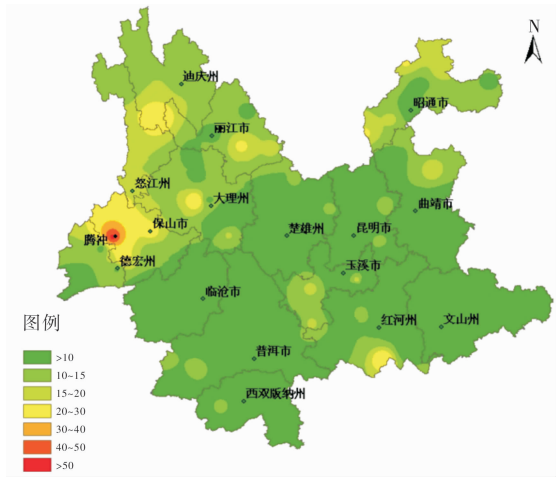 N
迪庆州
昭通市
丽江市
怒江州
大理州
曲靖市
保山市
楚雄州
昆明市
腾冲
德宏州
玉溪市
临沧市
图例
红河州
文山州
普洱市
西双版纳州
>10
10~15
15~20
20~30
30~40
40~50
>50